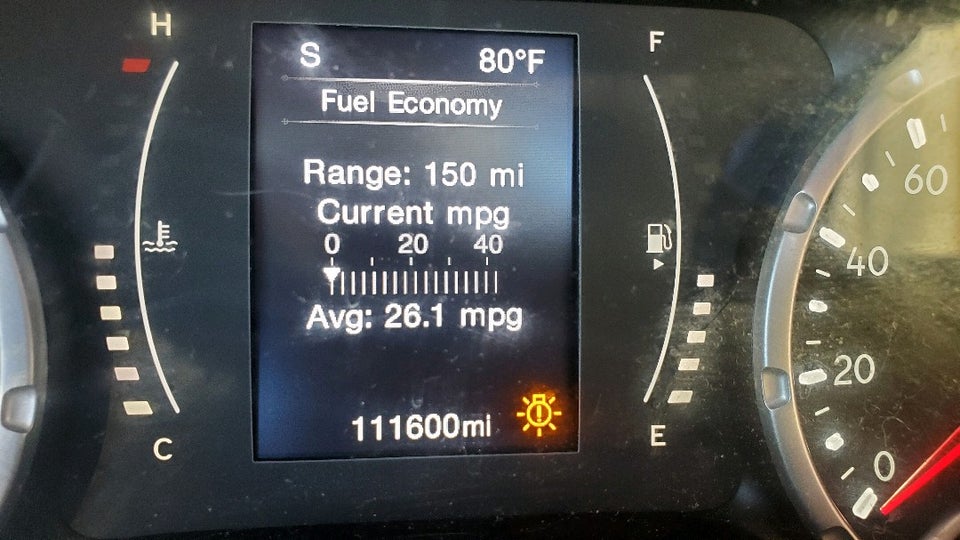 H
F
S 80°F
Fuel Economy
Range: 150 mi
Current mpg
0 20 40
Avg: 26.1 mpg
111600mi
C
E
60
40
20
0